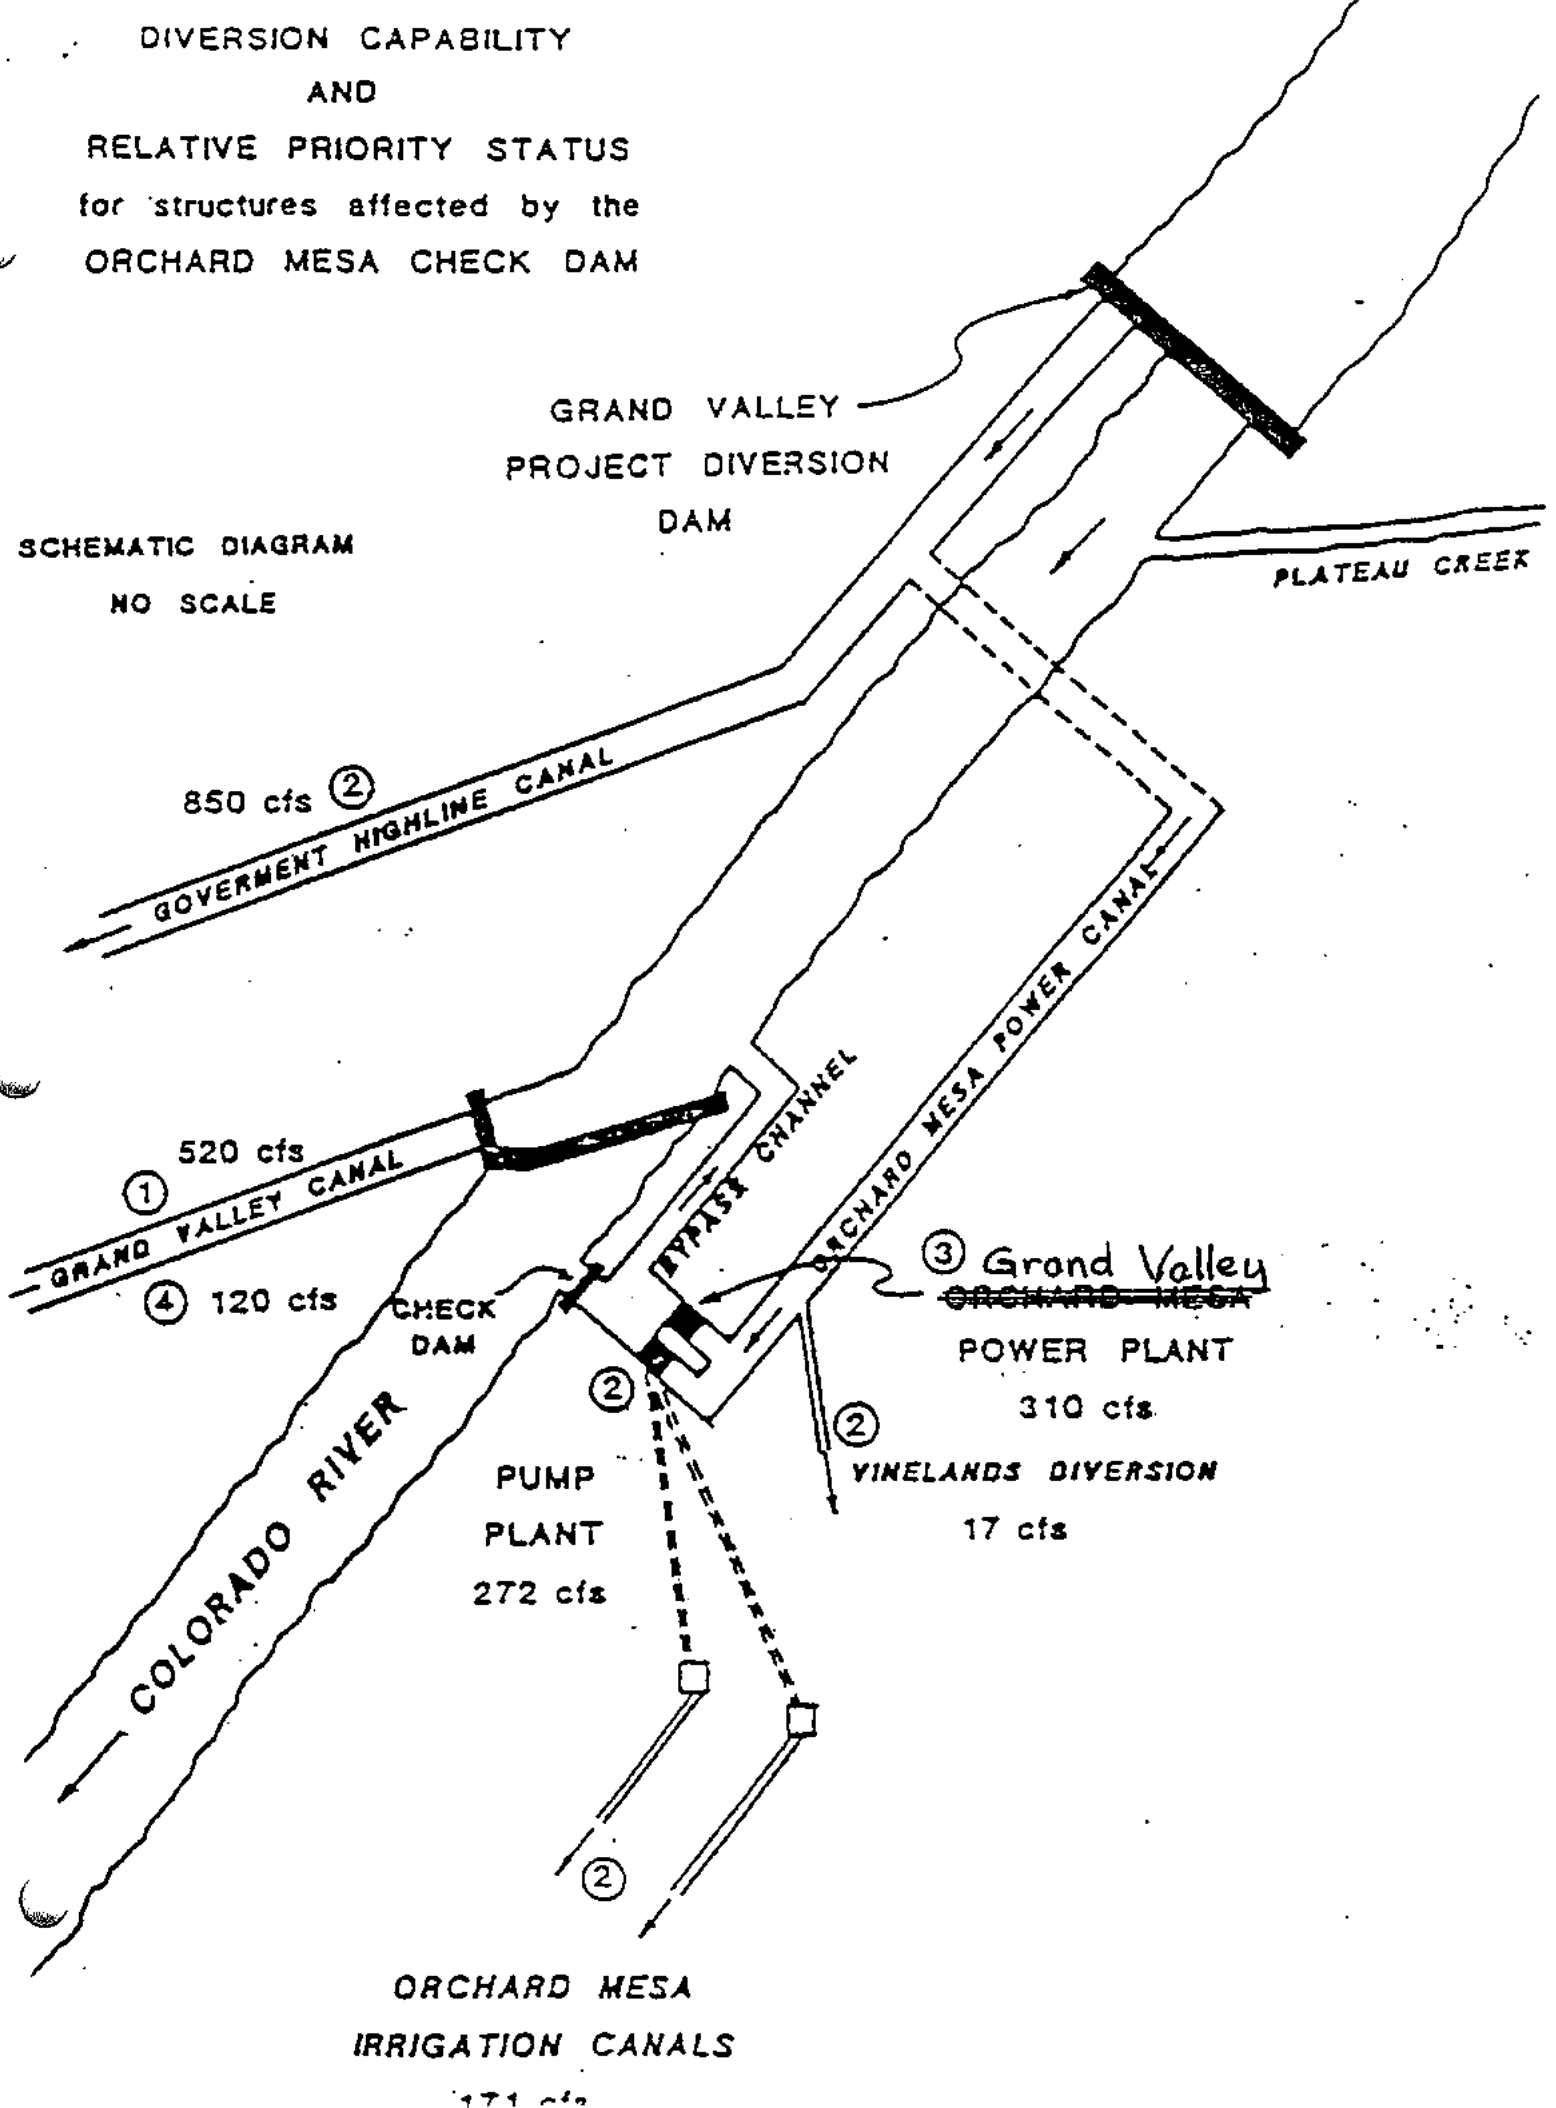 DIVERSION CAPABILITY
AND
RELATIVE PRIORITY STATUS
for structures affected by the
ORCHARD MESA CHECK DAM
GRAND VALLEY
PROJECT DIVERSION
DAM
SCHEMATIC DIAGRAM
NO SCALE
PLATEAU CREEK
850 cfs 2
GOVERMENT HIGHLINE CANAL
ORCHARD MESA POWER CANAL
BYPASS CHANNEL
520 cfs
1
GRAND VALLEY CANAL
4 120 cfs
CHECK
DAM
3 Grand Valley
ORCHARD MESA
POWER PLANT
310 cfs
2
2
VINELANDS DIVERSION
17 cfs
PUMP
PLANT
272 cfs
COLORADO RIVER
2
ORCHARD MESA
IRRIGATION CANALS